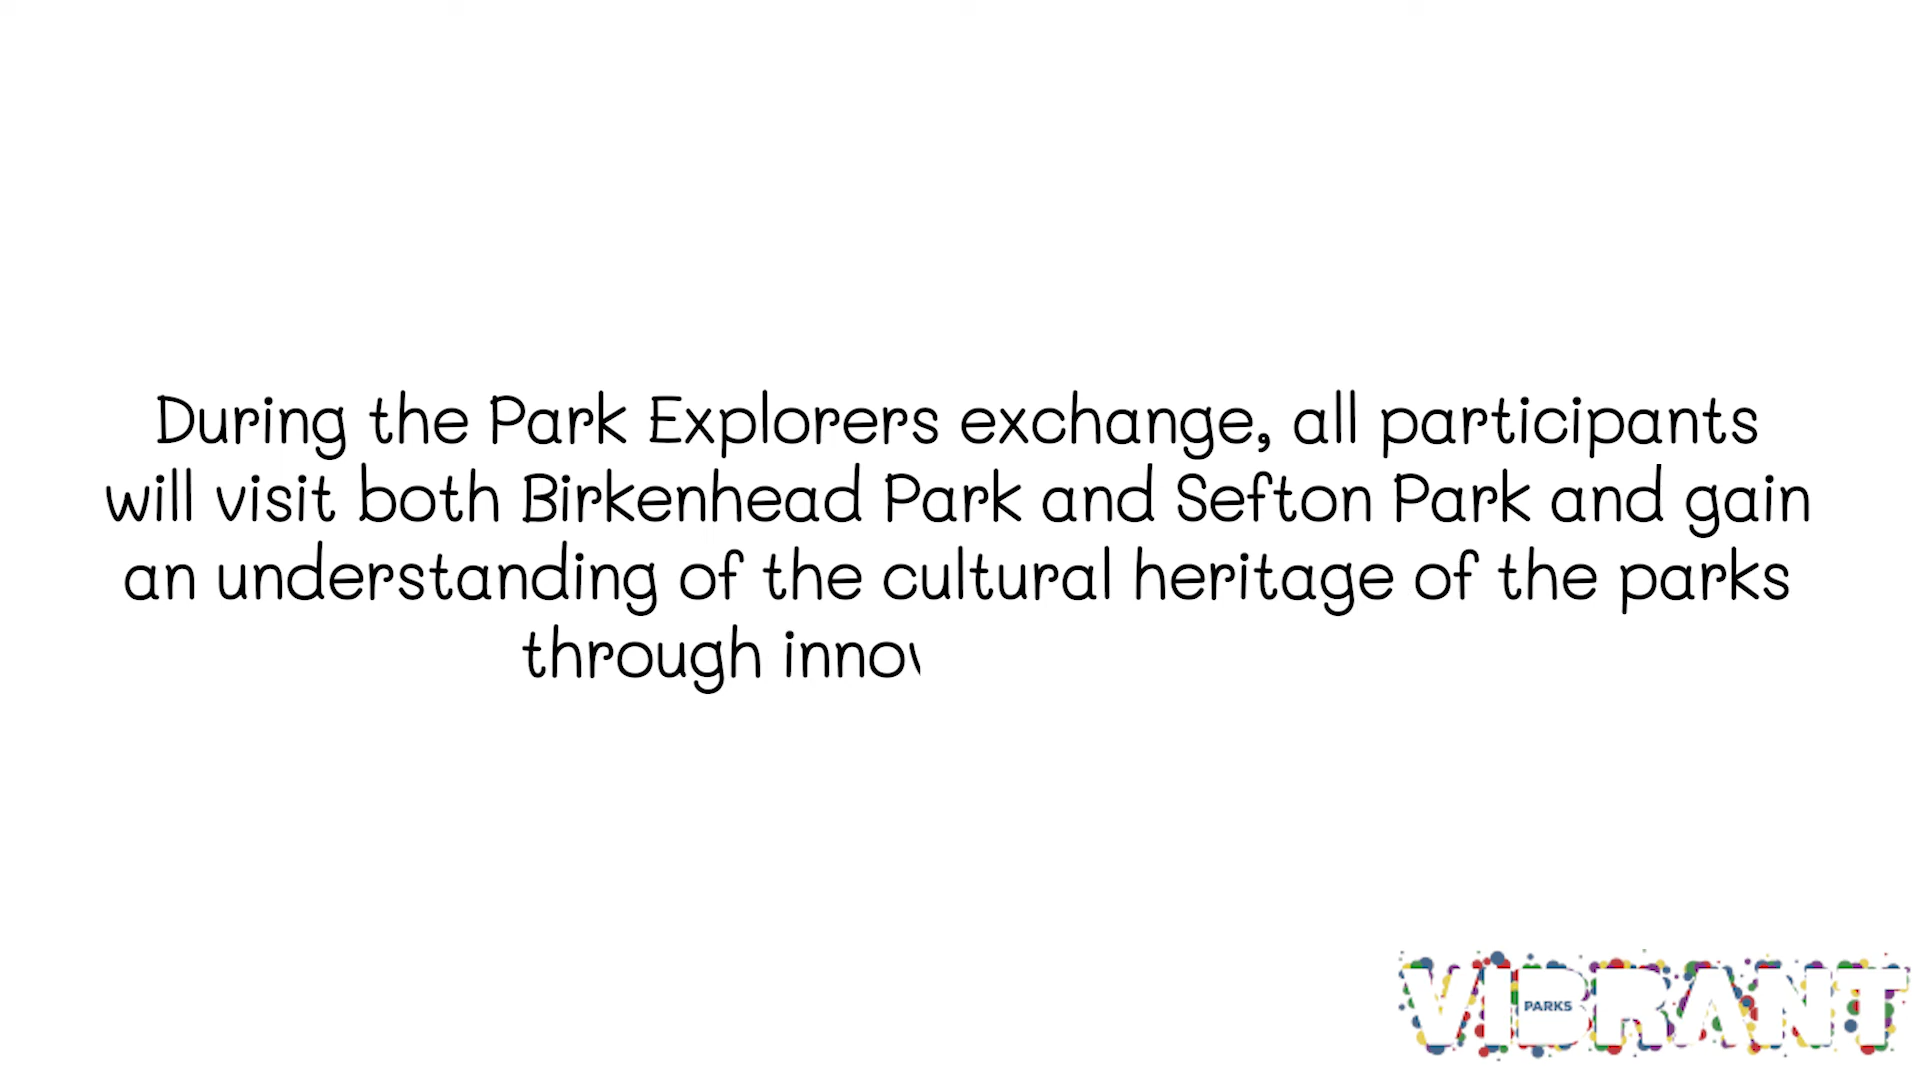 During the Park Explorers exchange, all participants
will visit both Birkenhead Park and Sefton Park and gain
an understanding of the cultural heritage of the parks
through
VIBRANT
PARKS